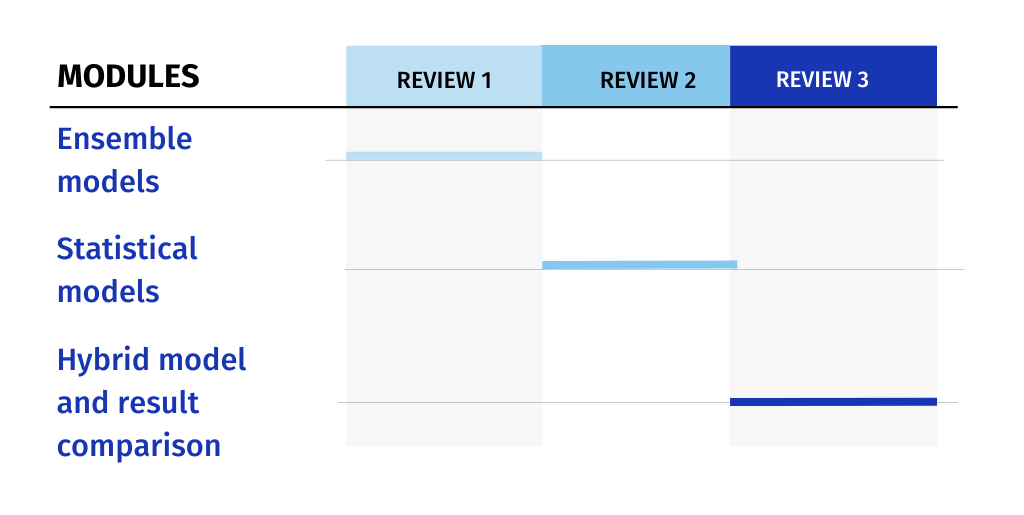 MODULES
REVIEW 1
REVIEW 2
REVIEW 3
Ensemble
models
Statistical
models
Hybrid model
and result
comparison